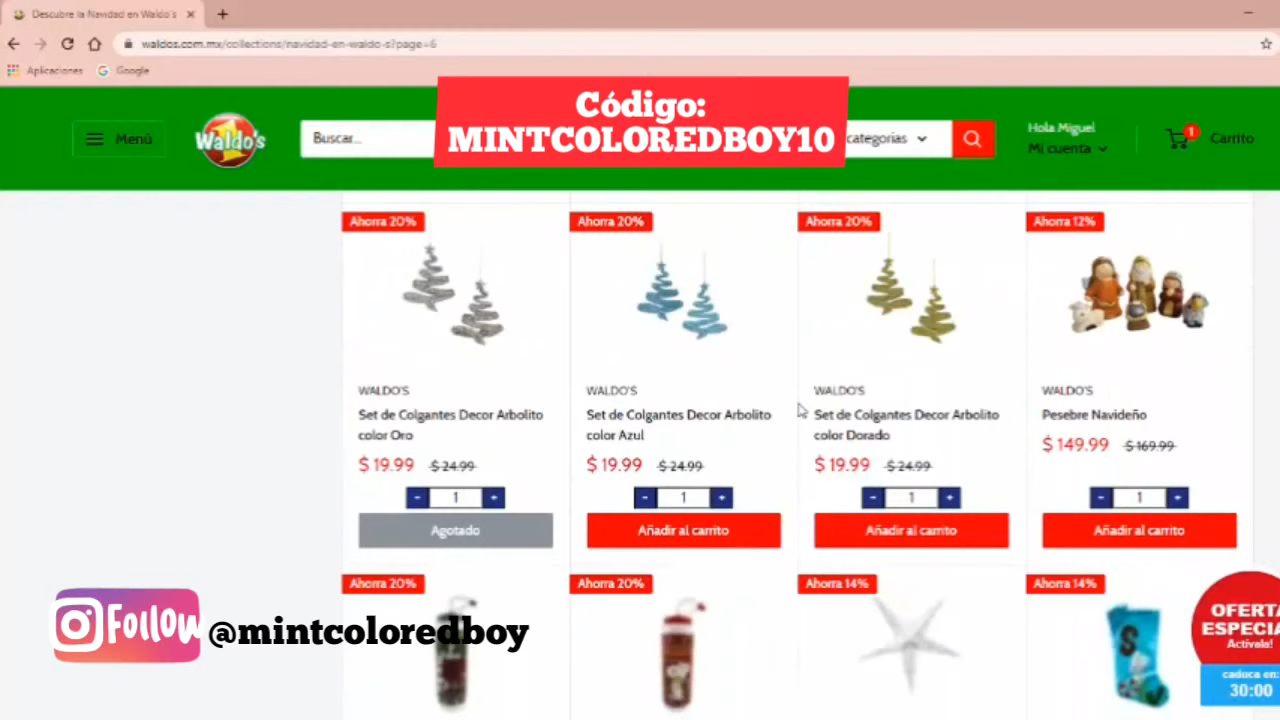 Descubre la Navidad en Waldo's
waldos.com.mx/collections/navidad-en-waldo-s?page=6
Aplicaciones
Google
Código:
MINTCOLOREDBOY10
Menú
Waldo's
Buscar...
categorias
Hola Miguel
Mi cuenta
1
Carrito
Ahorra 20%
Ahorra 20%
Ahorra 20%
Ahorra 12%
WALDO'S
WALDO'S
WALDO'S
WALDO'S
Set de Colgantes Decor Arbolito
color Oro
Set de Colgantes Decor Arbolito
color Azul
Set de Colgantes Decor Arbolito
color Dorado
Pesebre Navideño
$ 19.99 $ 24.99
$ 19.99 $ 24.99
$ 19.99 $ 24.99
$ 149.99 $ 169.99
- 1 +
- 1 +
- 1 +
- 1 +
Agotado
Añadir al carrito
Añadir al carrito
Añadir al carrito
Ahorra 20%
Ahorra 20%
Ahorra 14%
Ahorra 14%
Follow
@mintcoloredboy
S
OFERTA
ESPECIA
Actívala!
caduca en:
30:00